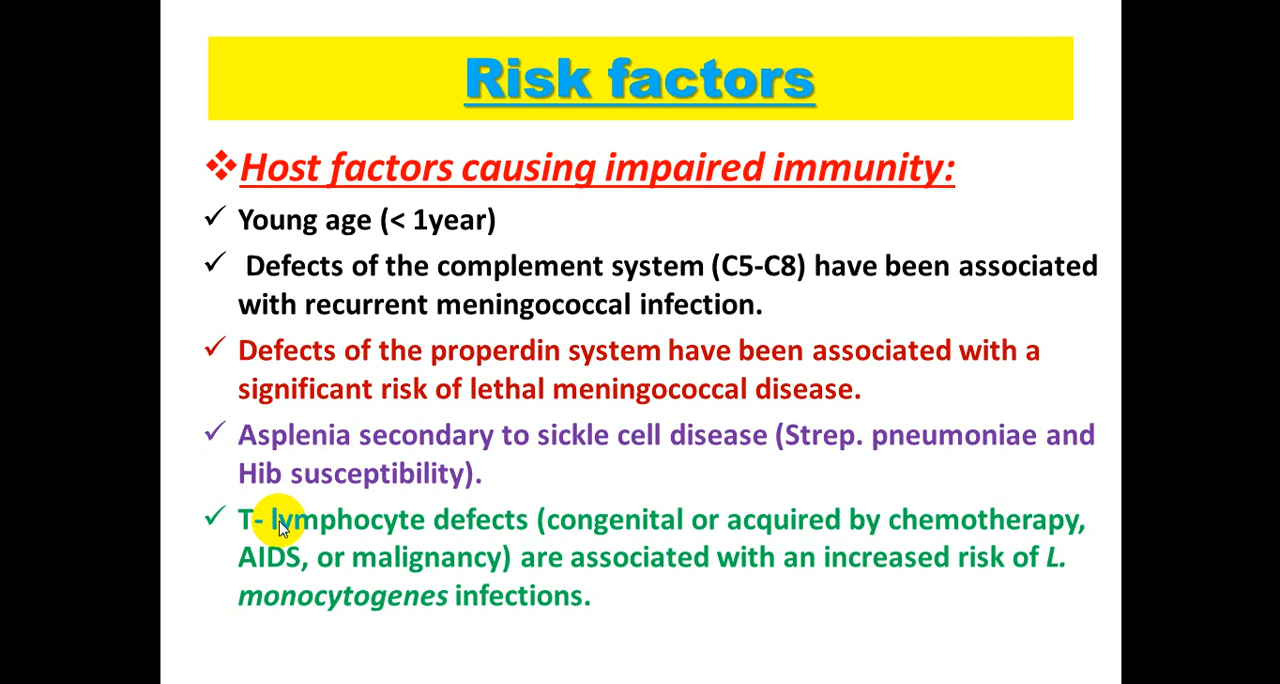 Risk factors
❖Host factors causing impaired immunity:
✓ Young age (< 1year)
✓ Defects of the complement system (C5-C8) have been associated
with recurrent meningococcal infection.
✓ Defects of the properdin system have been associated with a
significant risk of lethal meningococcal disease.
✓ Asplenia secondary to sickle cell disease (Strep. pneumoniae and
Hib susceptibility).
✓ T- lymphocyte defects (congenital or acquired by chemotherapy,
AIDS, or malignancy) are associated with an increased risk of L.
monocytogenes infections.